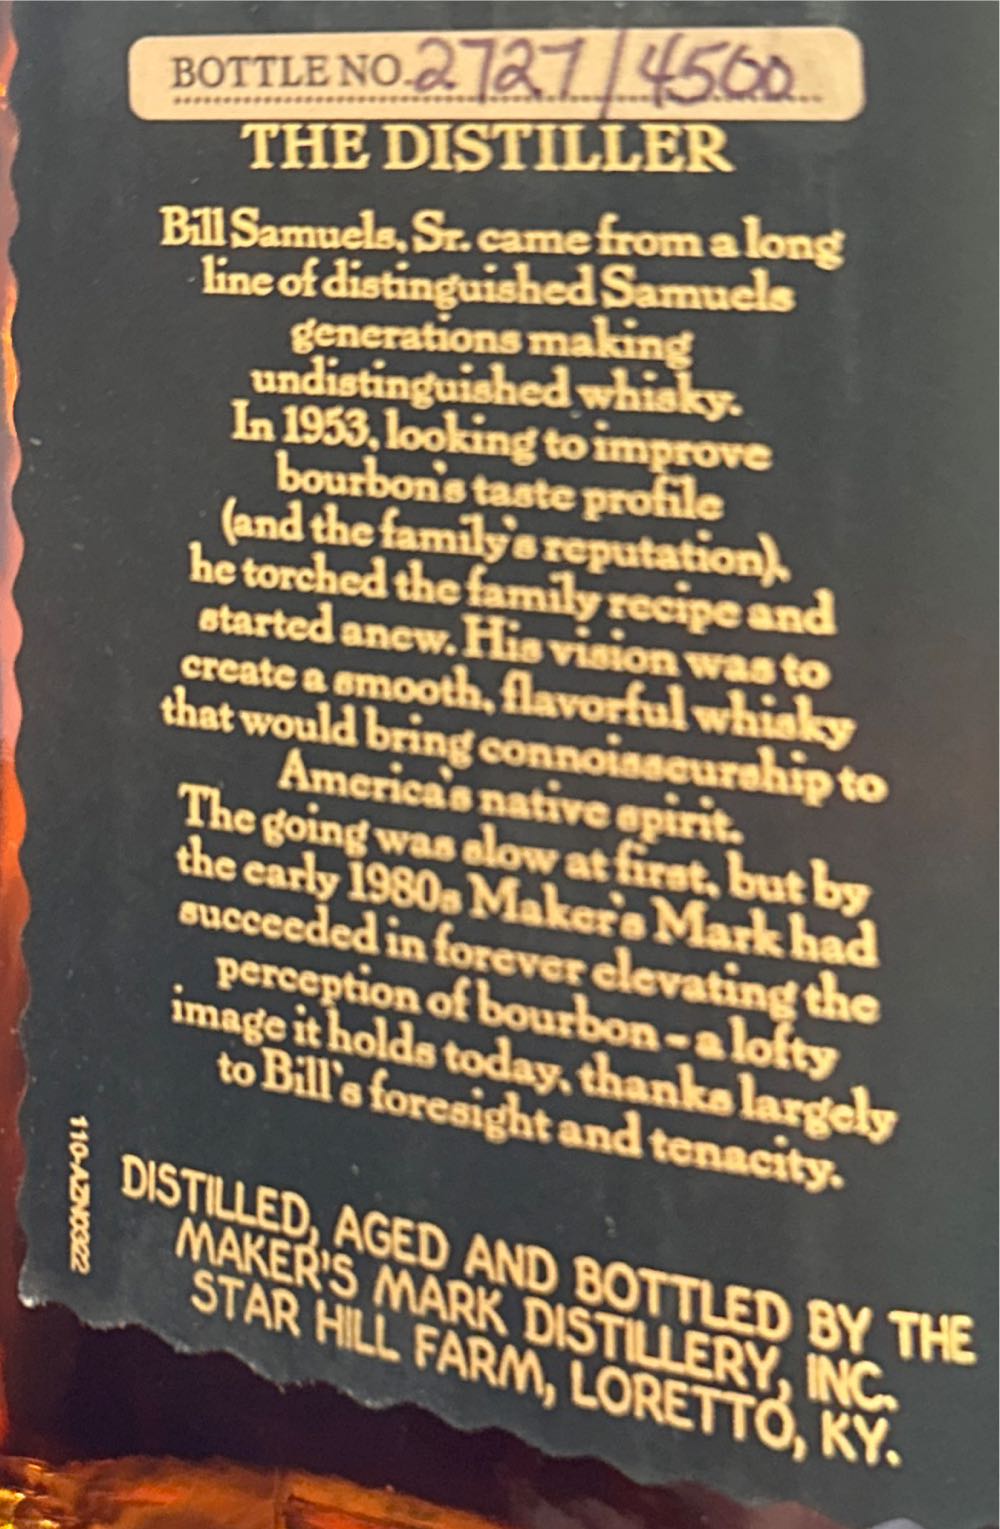 BOTTLE NO. 2727/4500
THE DISTILLER
Bill Samuels, Sr. came from a long
line of distinguished Samuels
generations making
undistinguished whisky.
In 1953, looking to improve
bourbon's taste profile
(and the family's reputation),
he torched the family recipe and
started anew. His vision was to
create a smooth, flavorful whisky
that would bring connoisseurship to
America's native spirit.
The going was slow at first, but by
the early 1980s Maker's Mark had
succeeded in forever elevating the
perception of bourbon - a lofty
image it holds today, thanks largely
to Bill's foresight and tenacity.
DISTILLED, AGED AND BOTTLED BY THE
MAKER'S MARK DISTILLERY, INC.
STAR HILL FARM, LORETTO, KY.
110-AZN0322